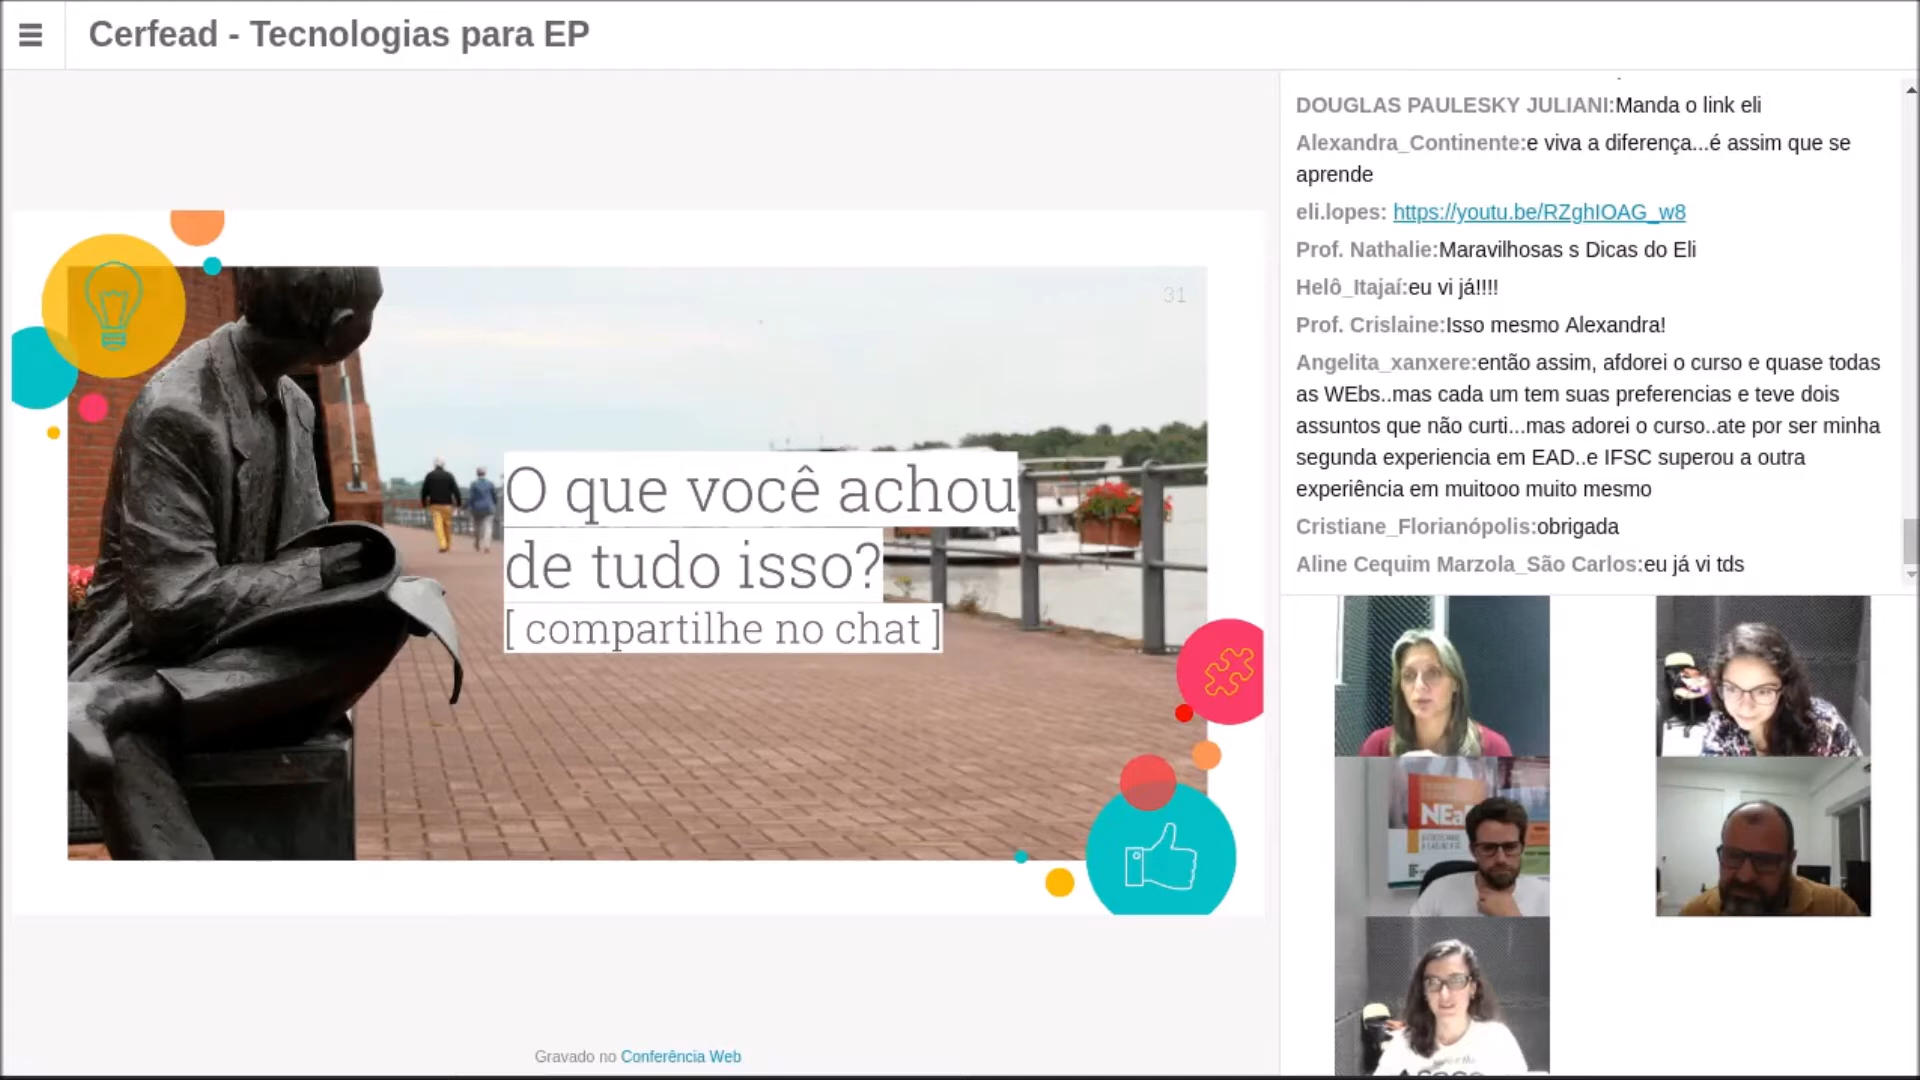 Cerfead - Tecnologias para EP
31
O que você achou
de tudo isso?
[ compartilhe no chat ]
Gravado no Conferência Web
DOUGLAS PAULESKY JULIANI:Manda o link eli
Alexandra_Continente:e viva a diferença...é assim que se
aprende
eli.lopes: https://youtu.be/RZghIOAG_w8
Prof. Nathalie:Maravilhosas s Dicas do Eli
Helô_Itajaí:eu vi já!!!!
Prof. Crislaine:Isso mesmo Alexandra!
Angelita_xanxere:então assim, afdorei o curso e quase todas
as WEbs..mas cada um tem suas preferencias e teve dois
assuntos que não curti...mas adorei o curso..ate por ser minha
segunda experiencia em EAD..e IFSC superou a outra
experiência em muitooo muito mesmo
Cristiane_Florianópolis:obrigada
Aline Cequim Marzola_São Carlos:eu já vi tds